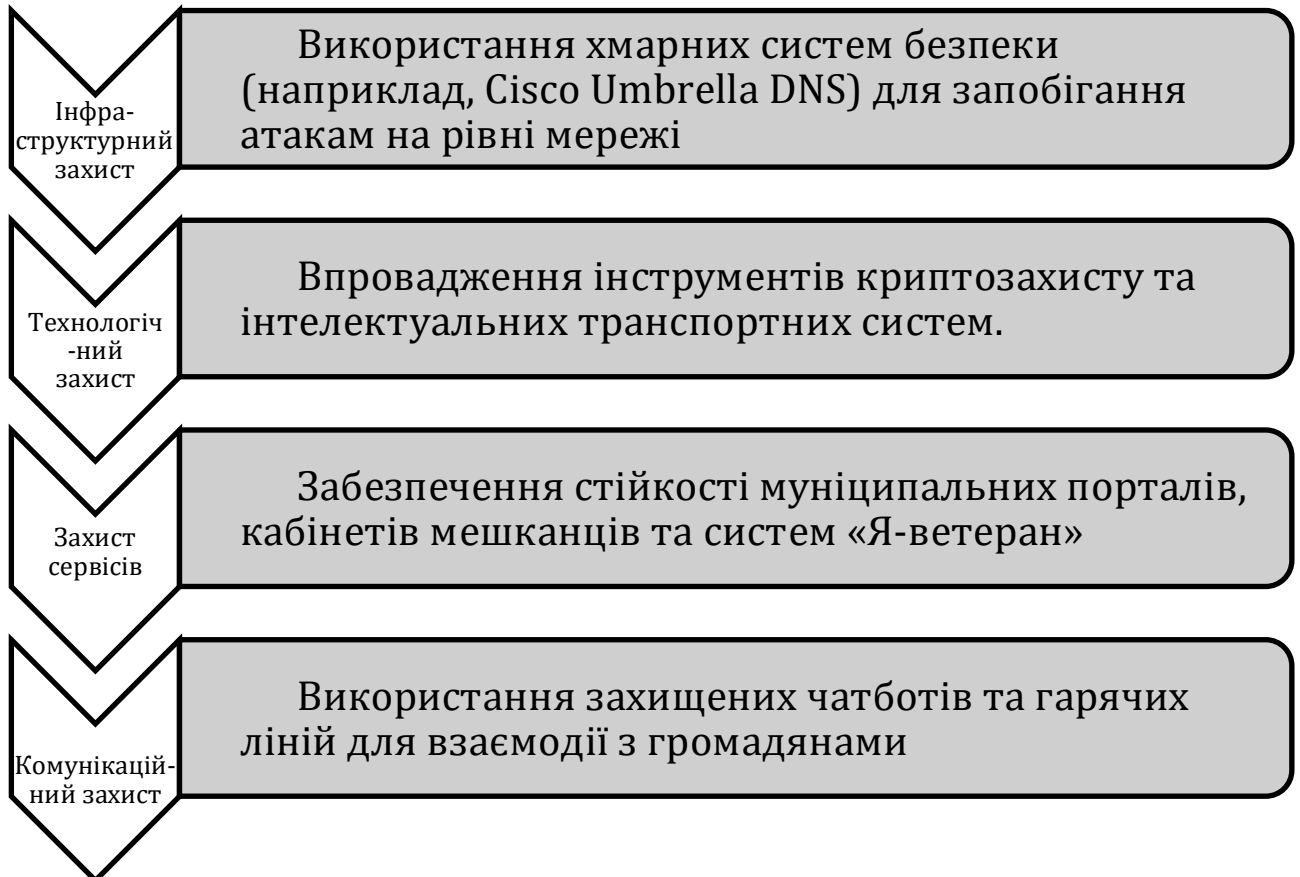 Інфра-
структурний
захист
Використання хмарних систем безпеки
(наприклад, Cisco Umbrella DNS) для запобігання
атакам на рівні мережі
Технологіч
-ний
захист
Впровадження інструментів криптозахисту та
інтелектуальних транспортних систем.
Захист
сервісів
Забезпечення стійкості муніципальних порталів,
кабінетів мешканців та систем «Я-ветеран»
Комунікацій-
ний захист
Використання захищених чатботів та гарячих
ліній для взаємодії з громадянами